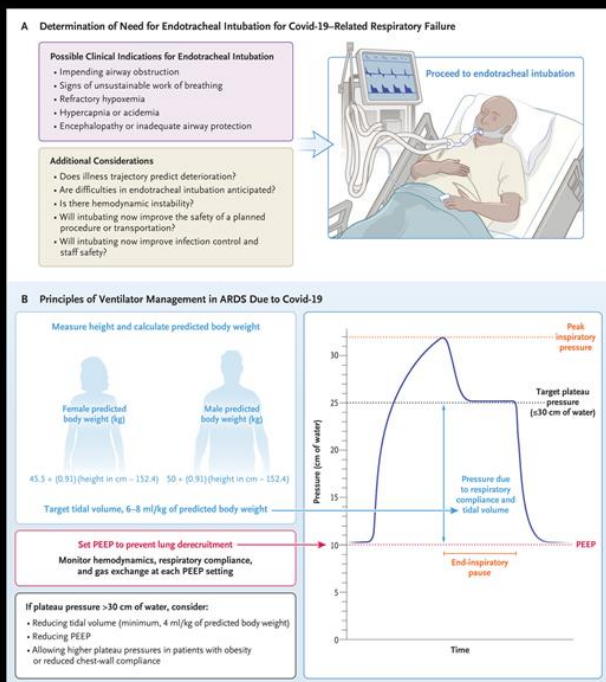 A Determination of Need for Endotracheal Intubation for Covid-19–Related Respiratory Failure
Possible Clinical Indications for Endotracheal Intubation
• Impending airway obstruction
• Signs of unsustainable work of breathing
• Refractory hypoxemia
• Hypercapnia or acidemia
• Encephalopathy or inadequate airway protection
Additional Considerations
• Does illness trajectory predict deterioration?
• Are difficulties in endotracheal intubation anticipated?
• Is there hemodynamic instability?
• Will intubating now improve the safety of a planned
procedure or transportation?
• Will intubating now improve infection control and
staff safety?
Proceed to endotracheal intubation
B Principles of Ventilator Management in ARDS Due to Covid-19
Measure height and calculate predicted body weight
Female predicted
body weight (kg)
Male predicted
body weight (kg)
45.5 + (0.91)(height in cm – 152.4)
50 + (0.91)(height in cm – 152.4)
Target tidal volume, 6–8 ml/kg of predicted body weight
Set PEEP to prevent lung derecruitment
Monitor hemodynamics, respiratory compliance,
and gas exchange at each PEEP setting
If plateau pressure >30 cm of water, consider:
• Reducing tidal volume (minimum, 4 ml/kg of predicted body weight)
• Reducing PEEP
• Allowing higher plateau pressures in patients with obesity
or reduced chest-wall compliance
Pressure (cm of water)
30
25
20
15
10
5
0
Time
Peak
inspiratory
pressure
Target plateau
pressure
(≤30 cm of water)
Pressure due
to respiratory
compliance and
tidal volume
PEEP
End-inspiratory
pause